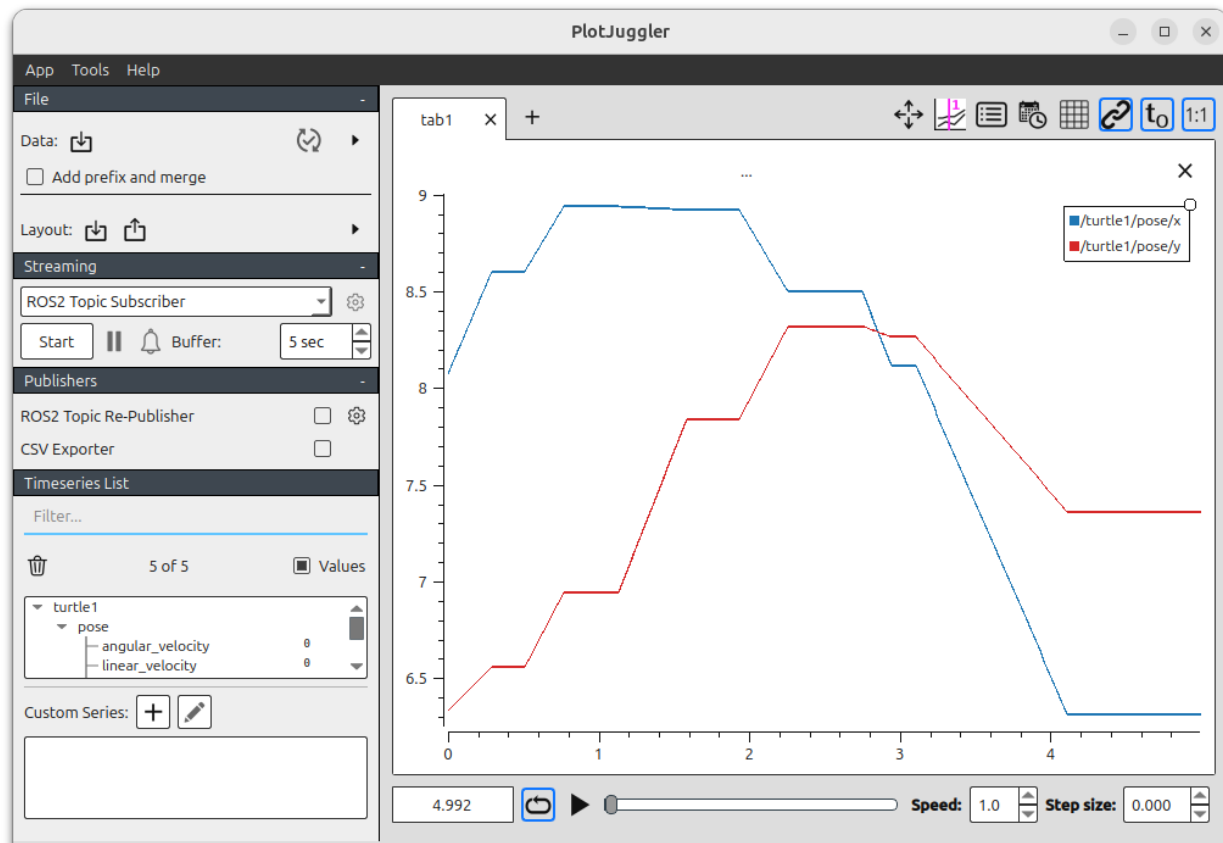 PlotJuggler
App Tools Help
File -
Data:
Add prefix and merge
Layout:
Streaming -
ROS2 Topic Subscriber
Start Buffer: 5 sec
Publishers -
ROS2 Topic Re-Publisher
CSV Exporter
Timeseries List
Filter...
5 of 5 Values
turtle1
pose
angular_velocity 0
linear_velocity 0
Custom Series:
tab1
1 t0 1:1
...
/turtle1/pose/x
/turtle1/pose/y
9
8.5
8
7.5
7
6.5
0 1 2 3 4
4.992 Speed: 1.0 Step size: 0.000